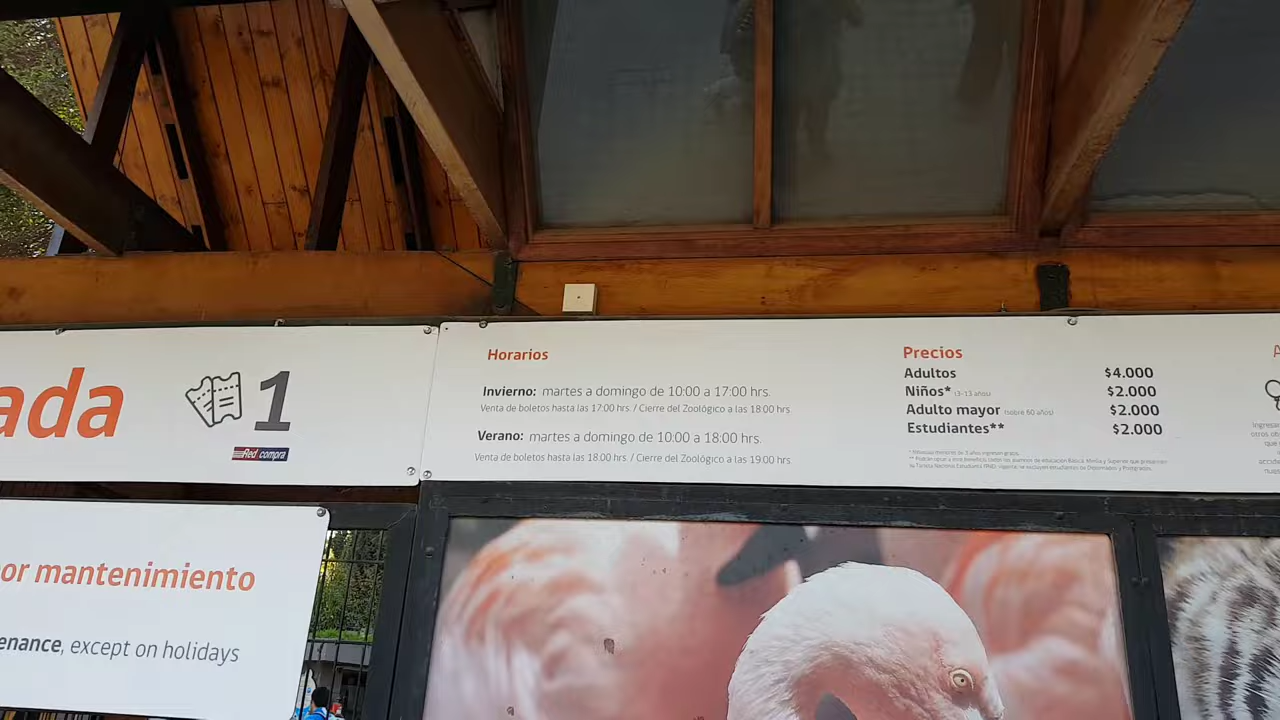 ada
1
Red compra
Horarios
Invierno: martes a domingo de 10:00 a 17:00 hrs.
Venta de boletos hasta las 17:00 hrs. / Cierre del Zoológico a las 18:00 hrs.
Verano: martes a domingo de 10:00 a 18:00 hrs.
Venta de boletos hasta las 18:00 hrs. / Cierre del Zoológico a las 19:00 hrs.
Precios
Adultos $4.000
Niños* (3-13 años) $2.000
Adulto mayor (sobre 60 años) $2.000
Estudiantes** $2.000
or mantenimiento
enance, except on holidays